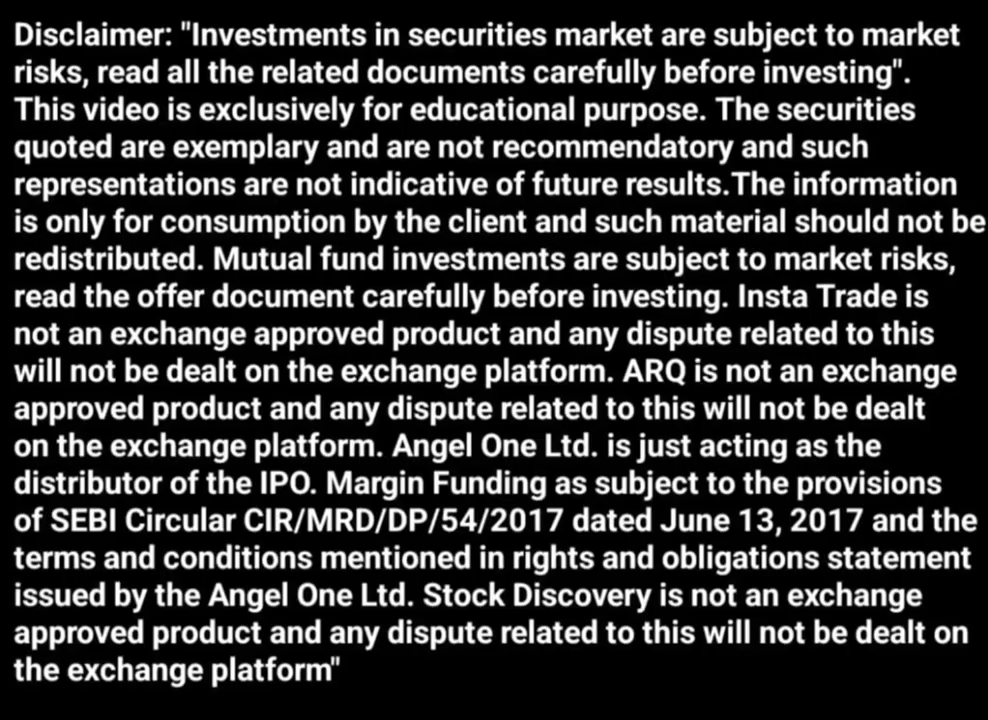 Disclaimer: "Investments in securities market are subject to market
risks, read all the related documents carefully before investing".
This video is exclusively for educational purpose. The securities
quoted are exemplary and are not recommendatory and such
representations are not indicative of future results.The information
is only for consumption by the client and such material should not be
redistributed. Mutual fund investments are subject to market risks,
read the offer document carefully before investing. Insta Trade is
not an exchange approved product and any dispute related to this
will not be dealt on the exchange platform. ARQ is not an exchange
approved product and any dispute related to this will not be dealt
on the exchange platform. Angel One Ltd. is just acting as the
distributor of the IPO. Margin Funding as subject to the provisions
of SEBI Circular CIR/MRD/DP/54/2017 dated June 13, 2017 and the
terms and conditions mentioned in rights and obligations statement
issued by the Angel One Ltd. Stock Discovery is not an exchange
approved product and any dispute related to this will not be dealt on
the exchange platform"